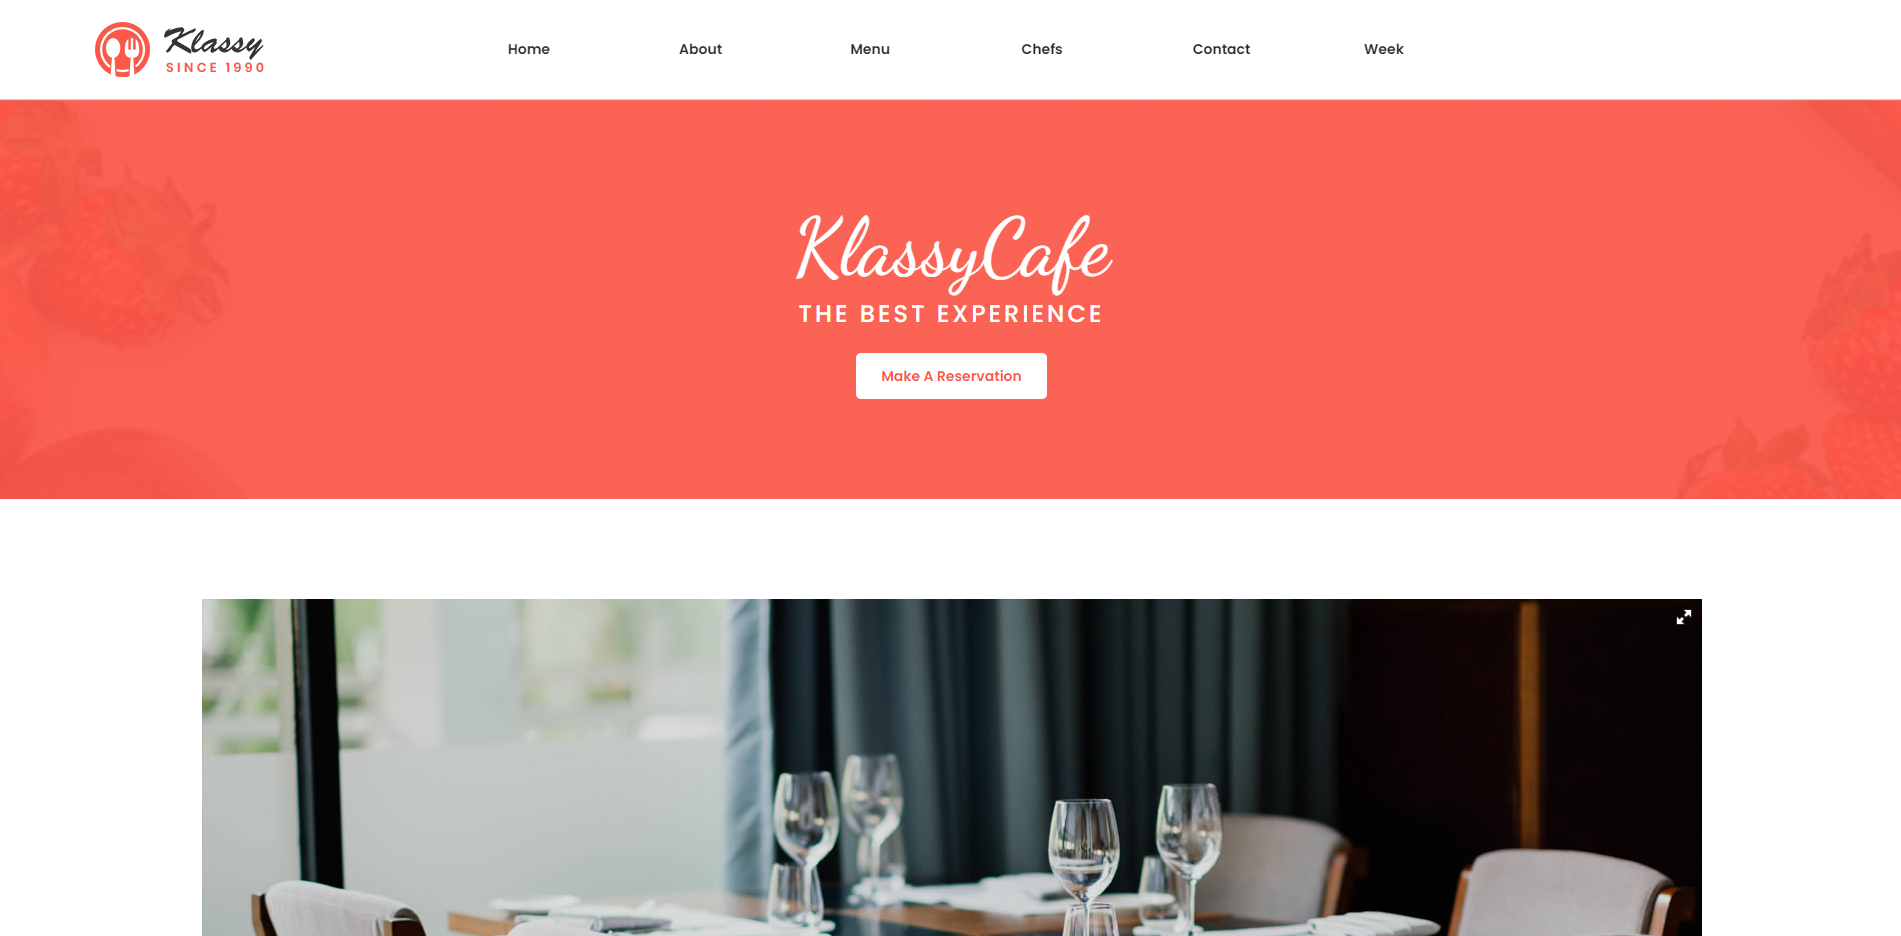 Klassy
SINCE 1990
Home About Menu Chefs Contact Week
KlassyCafe
THE BEST EXPERIENCE
Make A Reservation